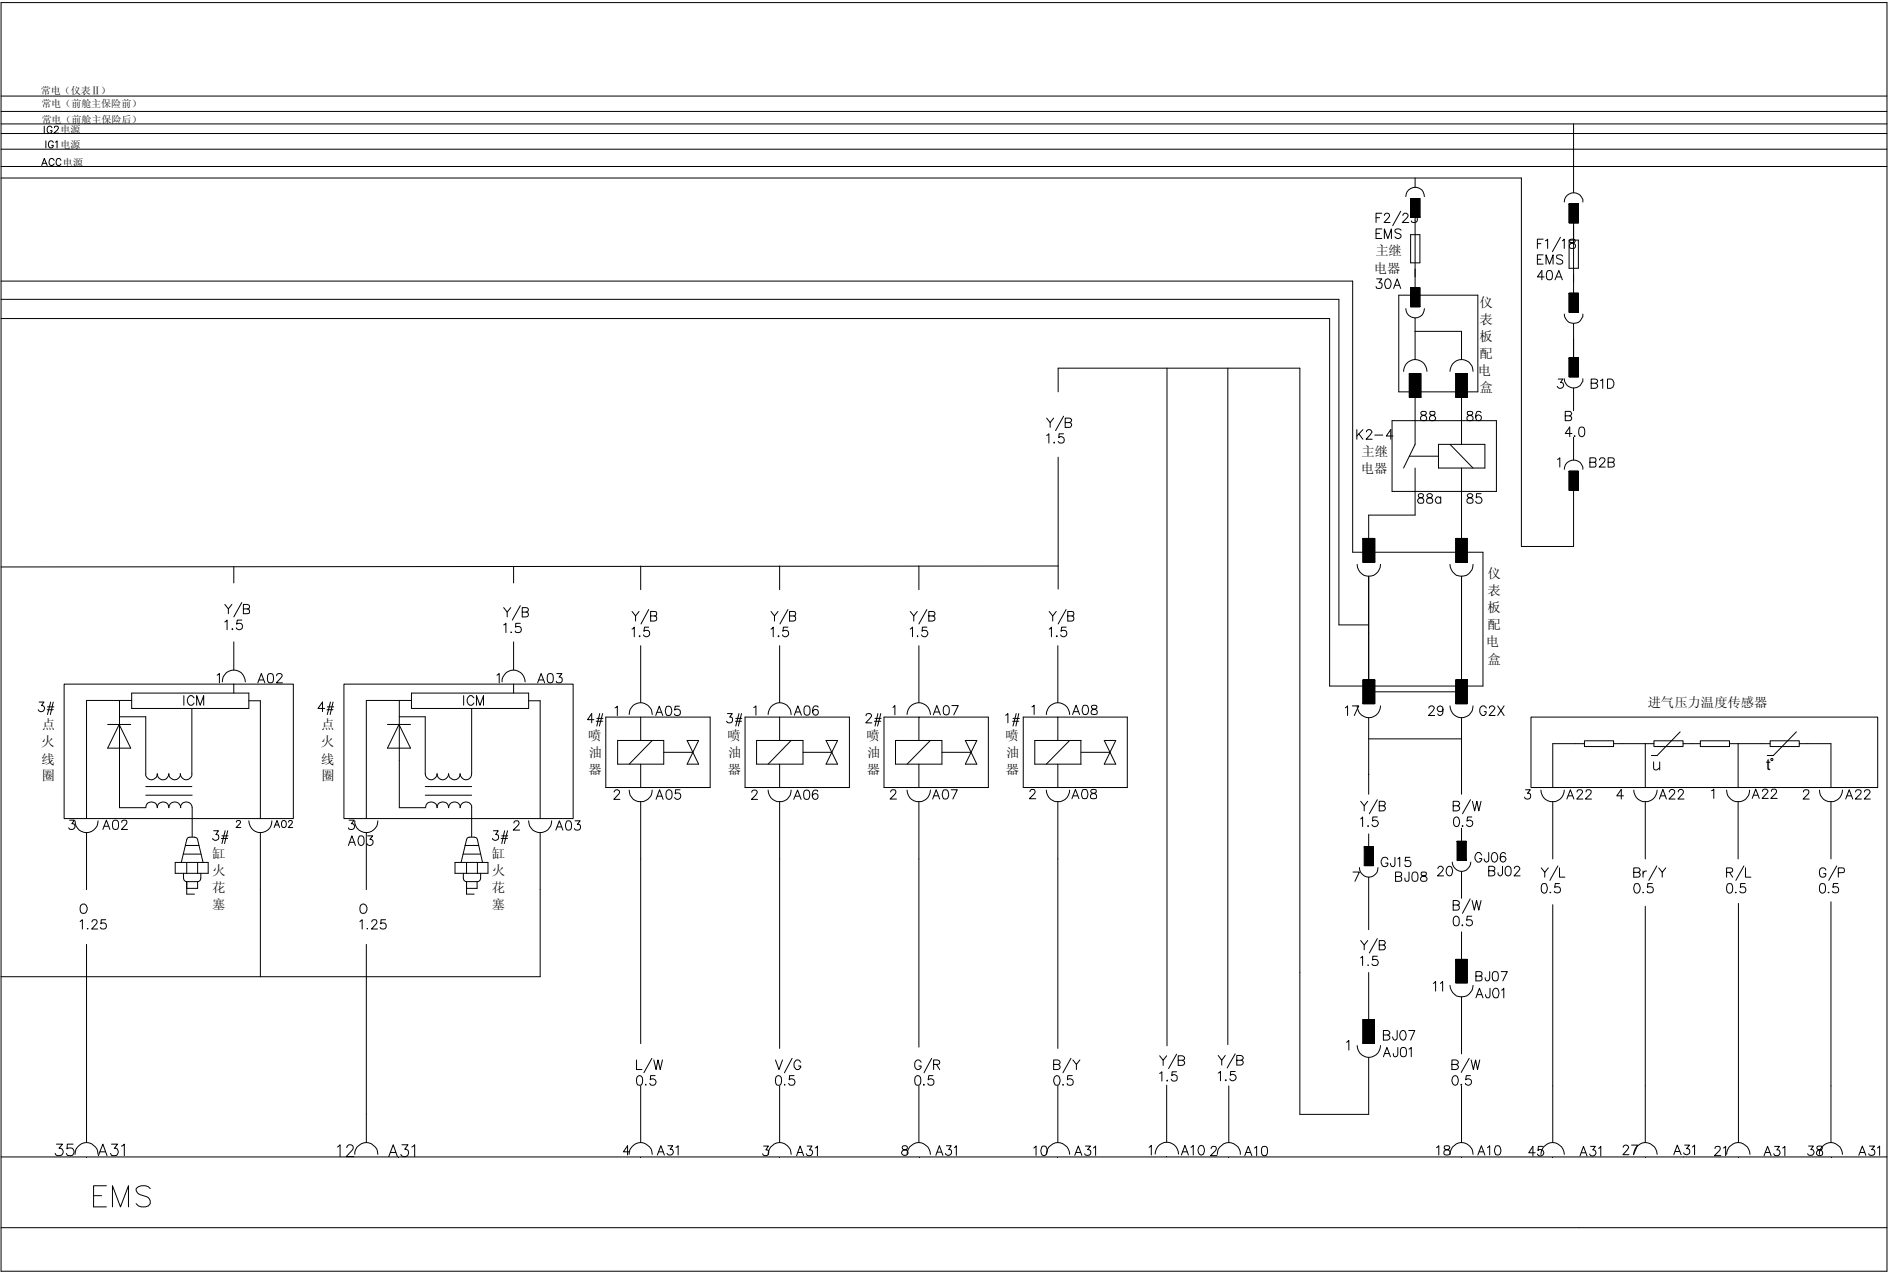 常电（仪表Ⅱ）
常电（前舱主保险前）
常电（前舱主保险后）
IG2电源
IG1电源
ACC电源
F2/25
EMS
主继
电器
30A
F1/18
EMS
40A
仪表板配电盒
3 B1D
B
4.0
1 B2B
88 86
K2-4
主继
电器
88a 85
Y/B
1.5
仪表板配电盒
Y/B
1.5
Y/B
1.5
Y/B
1.5
Y/B
1.5
Y/B
1.5
Y/B
1.5
1 A02
1 A03
3#点火线圈
ICM
4#点火线圈
ICM
1 A05
1 A06
1 A07
1 A08
4#喷油器
3#喷油器
2#喷油器
1#喷油器
17 29 G2X
进气压力温度传感器
u
t°
2 A05
2 A06
2 A07
2 A08
3 A22
4 A22
1 A22
2 A22
3 A02
2 A02
3
A03
2 A03
3#缸火花塞
3#缸火花塞
Y/B
1.5
B/W
0.5
GJ15
7 BJ08
GJ06
20 BJ02
Y/L
0.5
Br/Y
0.5
R/L
0.5
G/P
0.5
O
1.25
O
1.25
B/W
0.5
Y/B
1.5
BJ07
11 AJ01
BJ07
1 AJ01
L/W
0.5
V/G
0.5
G/R
0.5
B/Y
0.5
Y/B
1.5
Y/B
1.5
B/W
0.5
35 A31
12 A31
4 A31
3 A31
8 A31
10 A31
1 A10
2 A10
18 A10
45 A31
27 A31
21 A31
38 A31
EMS